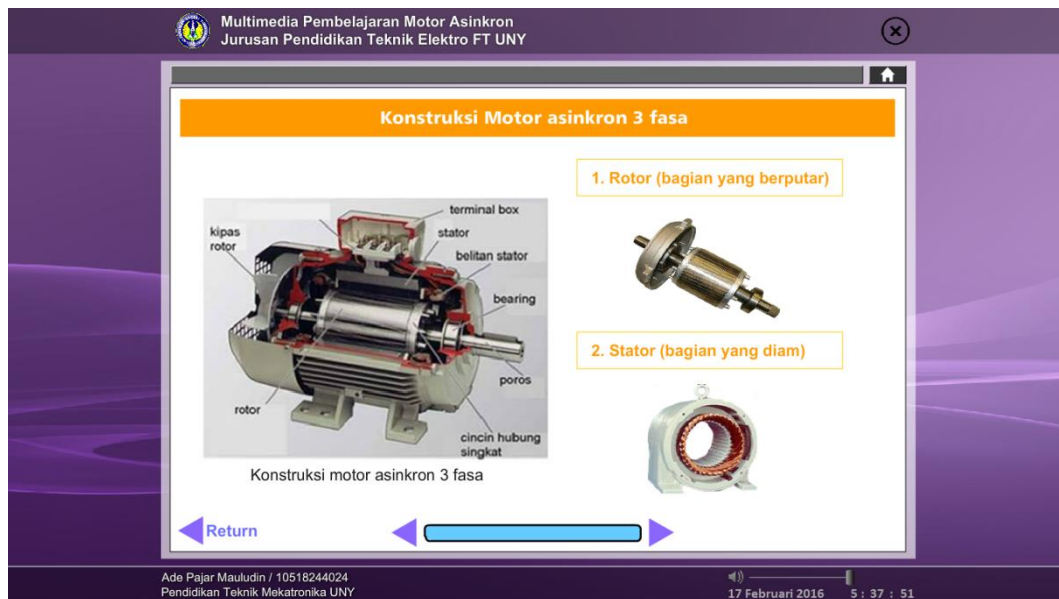 Multimedia Pembelajaran Motor Asinkron
Jurusan Pendidikan Teknik Elektro FT UNY
Konstruksi Motor asinkron 3 fasa
1. Rotor (bagian yang berputar)
terminal box
kipas
rotor
stator
belitan stator
bearing
poros
rotor
cincin hubung
singkat
Konstruksi motor asinkron 3 fasa
2. Stator (bagian yang diam)
Return
Ade Pajar Mauludin / 10518244024
Pendidikan Teknik Mekatronika UNY
17 Februari 2016 5 : 37 : 51